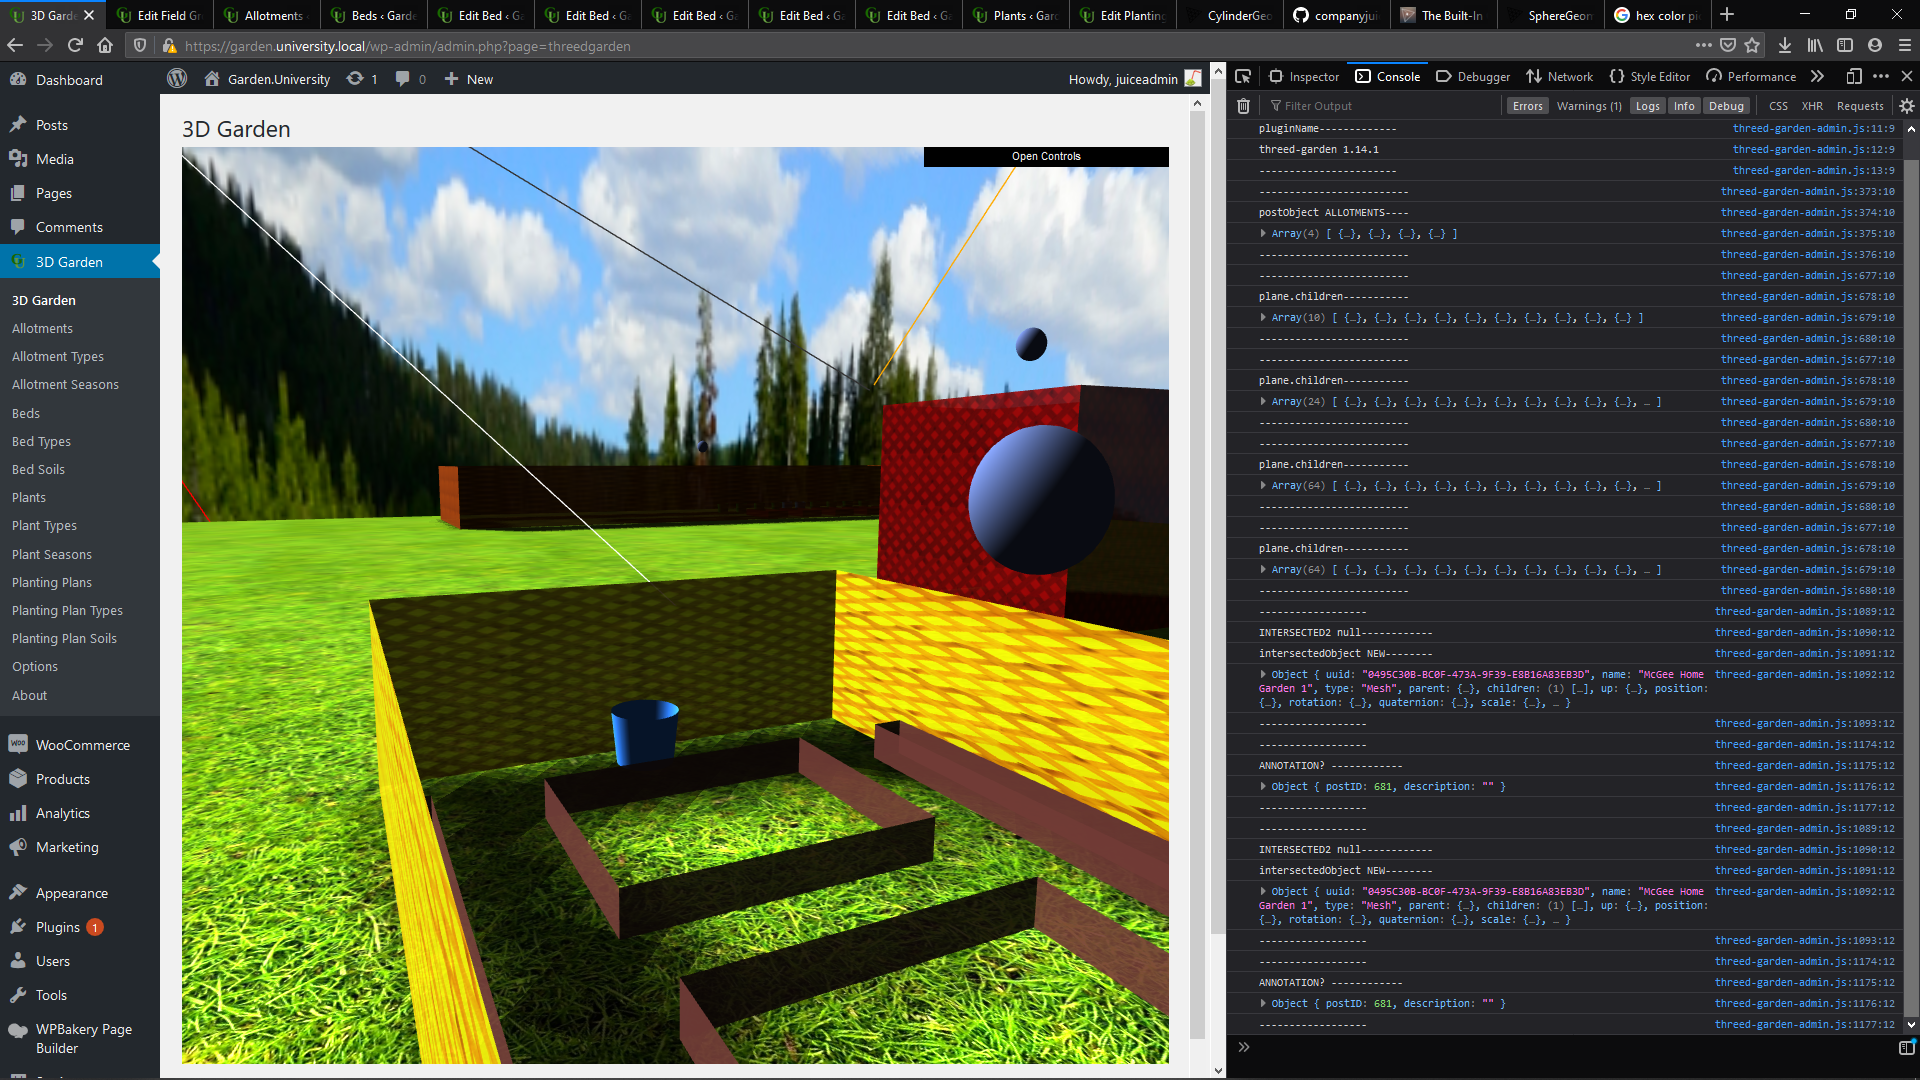 3D Garde
Edit Field Gr
Allotments
Beds ‹ Garde
Edit Bed ‹ Ga
Edit Bed ‹ Ga
Edit Bed ‹ Ga
Edit Bed ‹ Ga
Edit Bed ‹ Ga
Plants ‹ Gar
Edit Planting
CylinderGeo
companyjui
The Built-In
SphereGeom
hex color pi
https://garden.university.local/wp-admin/admin.php?page=threedgarden
Garden.University
1
0
New
Howdy, juiceadmin
Dashboard
Posts
Media
Pages
Comments
3D Garden
3D Garden
Allotments
Allotment Types
Allotment Seasons
Beds
Bed Types
Bed Soils
Plants
Plant Types
Plant Seasons
Planting Plans
Planting Plan Types
Planting Plan Soils
Options
About
WooCommerce
Products
Analytics
Marketing
Appearance
Plugins 1
Users
Tools
WPBakery Page
Builder
3D Garden
Open Controls
Inspector
Console
Debugger
Network
Style Editor
Performance
Filter Output
Errors
Warnings (1)
Logs
Info
Debug
CSS
XHR
Requests
pluginName------------- threed-garden-admin.js:11:9
threed-garden 1.14.1 threed-garden-admin.js:12:9
----------------------- threed-garden-admin.js:13:9
------------------------- threed-garden-admin.js:373:10
postObject ALLOTMENTS---- threed-garden-admin.js:374:10
Array(4) [ {…}, {…}, {…}, {…} ] threed-garden-admin.js:375:10
------------------------- threed-garden-admin.js:376:10
------------------------- threed-garden-admin.js:677:10
plane.children----------- threed-garden-admin.js:678:10
Array(10) [ {…}, {…}, {…}, {…}, {…}, {…}, {…}, {…}, {…}, {…} ] threed-garden-admin.js:679:10
------------------------- threed-garden-admin.js:680:10
------------------------- threed-garden-admin.js:677:10
plane.children----------- threed-garden-admin.js:678:10
Array(24) [ {…}, {…}, {…}, {…}, {…}, {…}, {…}, {…}, {…}, {…}, … ] threed-garden-admin.js:679:10
------------------------- threed-garden-admin.js:680:10
------------------------- threed-garden-admin.js:677:10
plane.children----------- threed-garden-admin.js:678:10
Array(64) [ {…}, {…}, {…}, {…}, {…}, {…}, {…}, {…}, {…}, {…}, … ] threed-garden-admin.js:679:10
------------------------- threed-garden-admin.js:680:10
------------------------- threed-garden-admin.js:677:10
plane.children----------- threed-garden-admin.js:678:10
Array(64) [ {…}, {…}, {…}, {…}, {…}, {…}, {…}, {…}, {…}, {…}, … ] threed-garden-admin.js:679:10
------------------------- threed-garden-admin.js:680:10
------------------ threed-garden-admin.js:1089:12
INTERSECTED2 null------------ threed-garden-admin.js:1090:12
intersectedObject NEW-------- threed-garden-admin.js:1091:12
Object { uuid: "0495C30B-BC0F-473A-9F39-E8B16A83EB3D", name: "McGee Home threed-garden-admin.js:1092:12
Garden 1", type: "Mesh", parent: {…}, children: (1) […], up: {…}, position:
{…}, rotation: {…}, quaternion: {…}, scale: {…}, … }
------------------ threed-garden-admin.js:1093:12
------------------ threed-garden-admin.js:1174:12
ANNOTATION? ------------ threed-garden-admin.js:1175:12
Object { postID: 681, description: "" } threed-garden-admin.js:1176:12
------------------ threed-garden-admin.js:1177:12
------------------ threed-garden-admin.js:1089:12
INTERSECTED2 null------------ threed-garden-admin.js:1090:12
intersectedObject NEW-------- threed-garden-admin.js:1091:12
Object { uuid: "0495C30B-BC0F-473A-9F39-E8B16A83EB3D", name: "McGee Home threed-garden-admin.js:1092:12
Garden 1", type: "Mesh", parent: {…}, children: (1) […], up: {…}, position:
{…}, rotation: {…}, quaternion: {…}, scale: {…}, … }
------------------ threed-garden-admin.js:1093:12
------------------ threed-garden-admin.js:1174:12
ANNOTATION? ------------ threed-garden-admin.js:1175:12
Object { postID: 681, description: "" } threed-garden-admin.js:1176:12
------------------ threed-garden-admin.js:1177:12